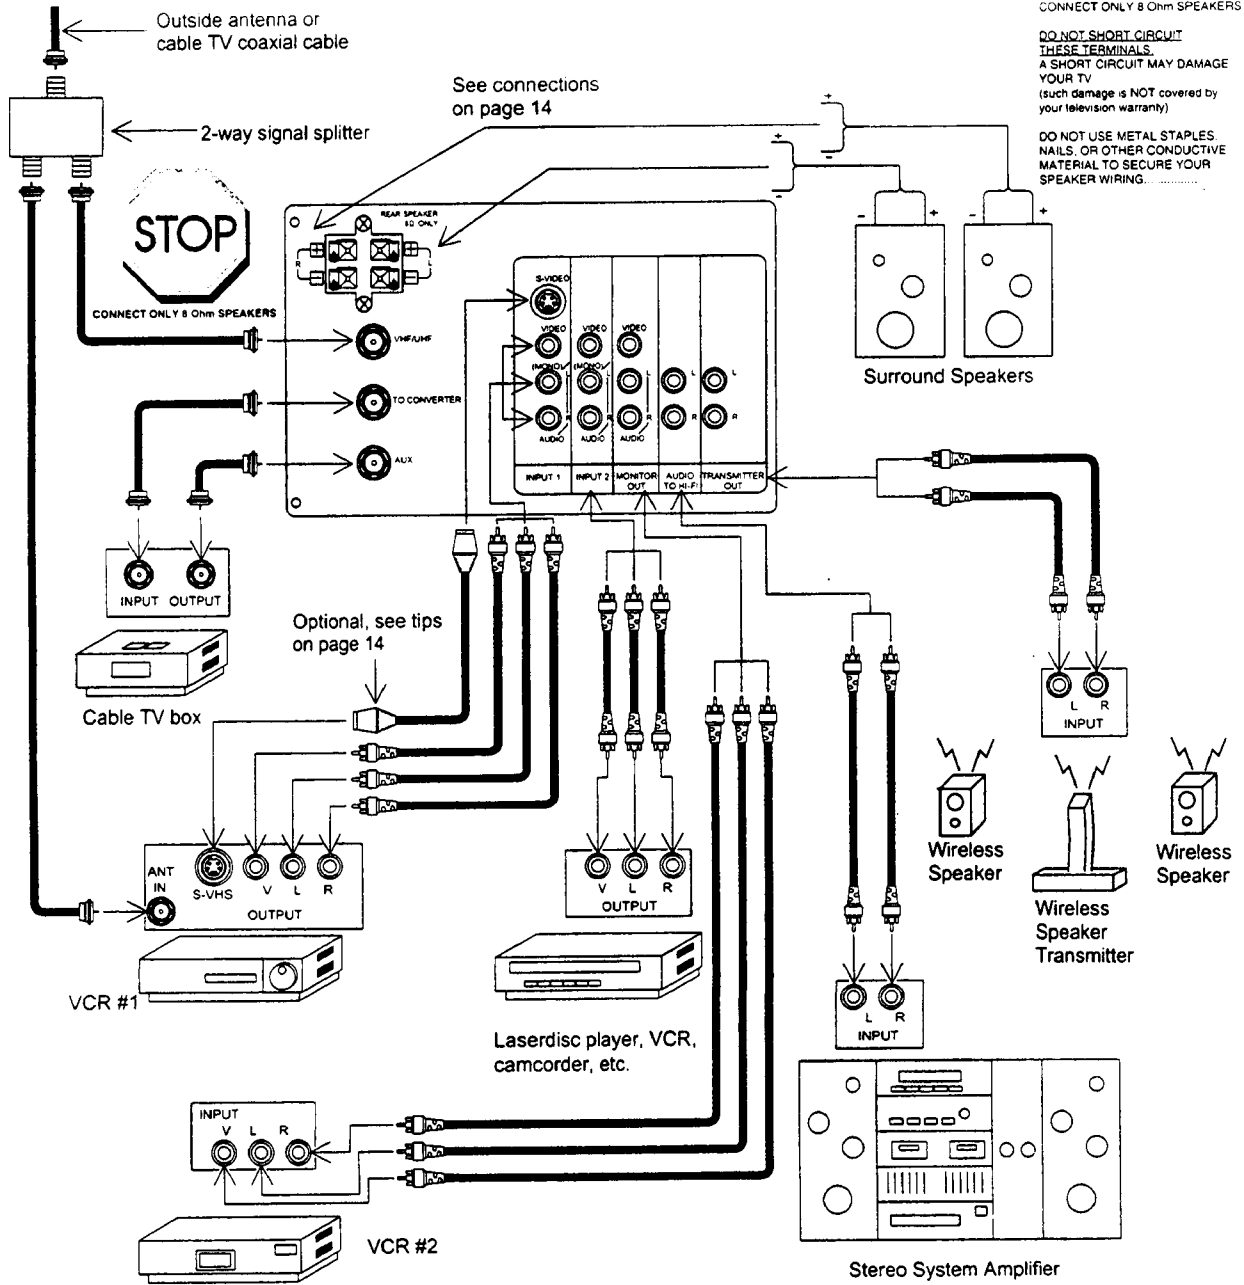 Outside antenna or
cable TV coaxial cable
CONNECT ONLY 8 Ohm SPEAKERS
DO NOT SHORT CIRCUIT
THESE TERMINALS.
A SHORT CIRCUIT MAY DAMAGE
YOUR TV
(such damage is NOT covered by
your television warranty)
DO NOT USE METAL STAPLES.
NAILS, OR OTHER CONDUCTIVE
MATERIAL TO SECURE YOUR
SPEAKER WIRING..............
See connections
on page 14
2-way signal splitter
+
-
+
-
STOP
CONNECT ONLY 8 Ohm SPEAKERS
REAR SPEAKER
8Ω ONLY
R
L
- +
- +
Surround Speakers
S-VIDEO
VIDEO VIDEO VIDEO
(MONO) (MONO)
L L L
R R R R R
AUDIO AUDIO AUDIO
VHF/UHF
TO CONVERTER
AUX
INPUT 1 INPUT 2 MONITOR OUT AUDIO TO HI-FI TRANSMITTER OUT
INPUT OUTPUT
Cable TV box
Optional, see tips
on page 14
L R
INPUT
Wireless
Speaker
Wireless
Speaker
Wireless
Speaker
Transmitter
ANT
IN
S-VHS
V L R
OUTPUT
VCR #1
V L R
OUTPUT
Laserdisc player, VCR,
camcorder, etc.
L R
INPUT
INPUT
V L R
VCR #2
Stereo System Amplifier